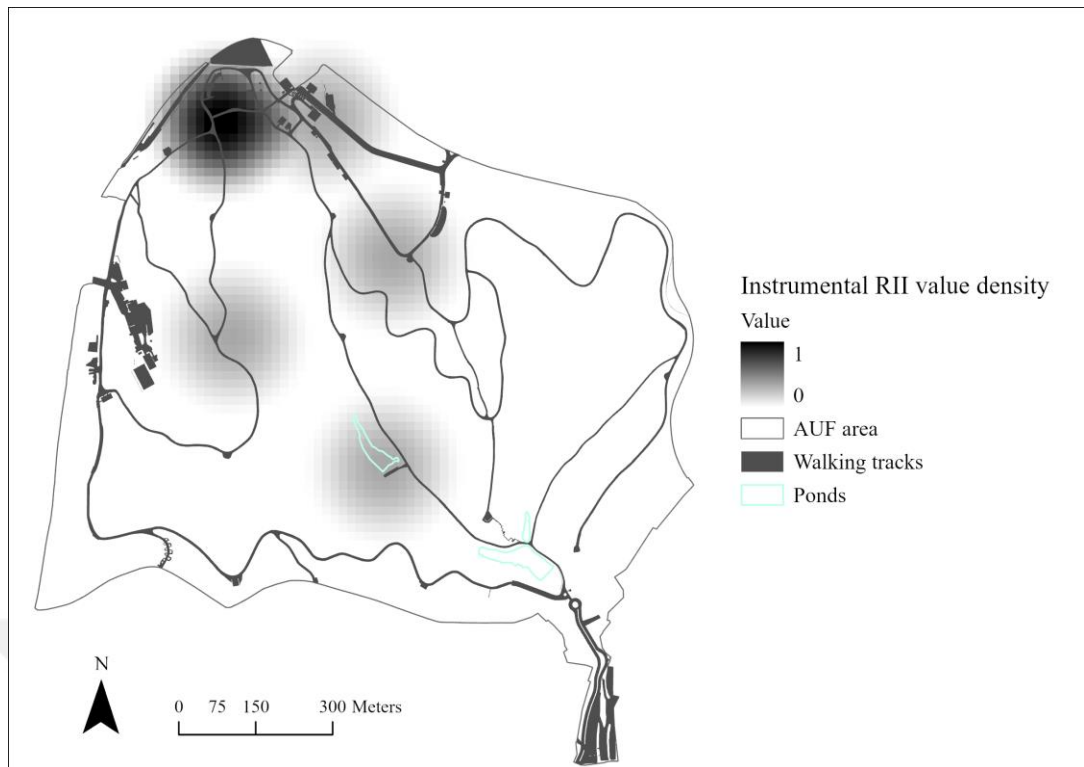 Instrumental RII value density
Value
1
0
AUF area
Walking tracks
Ponds
N
0 75 150 300 Meters